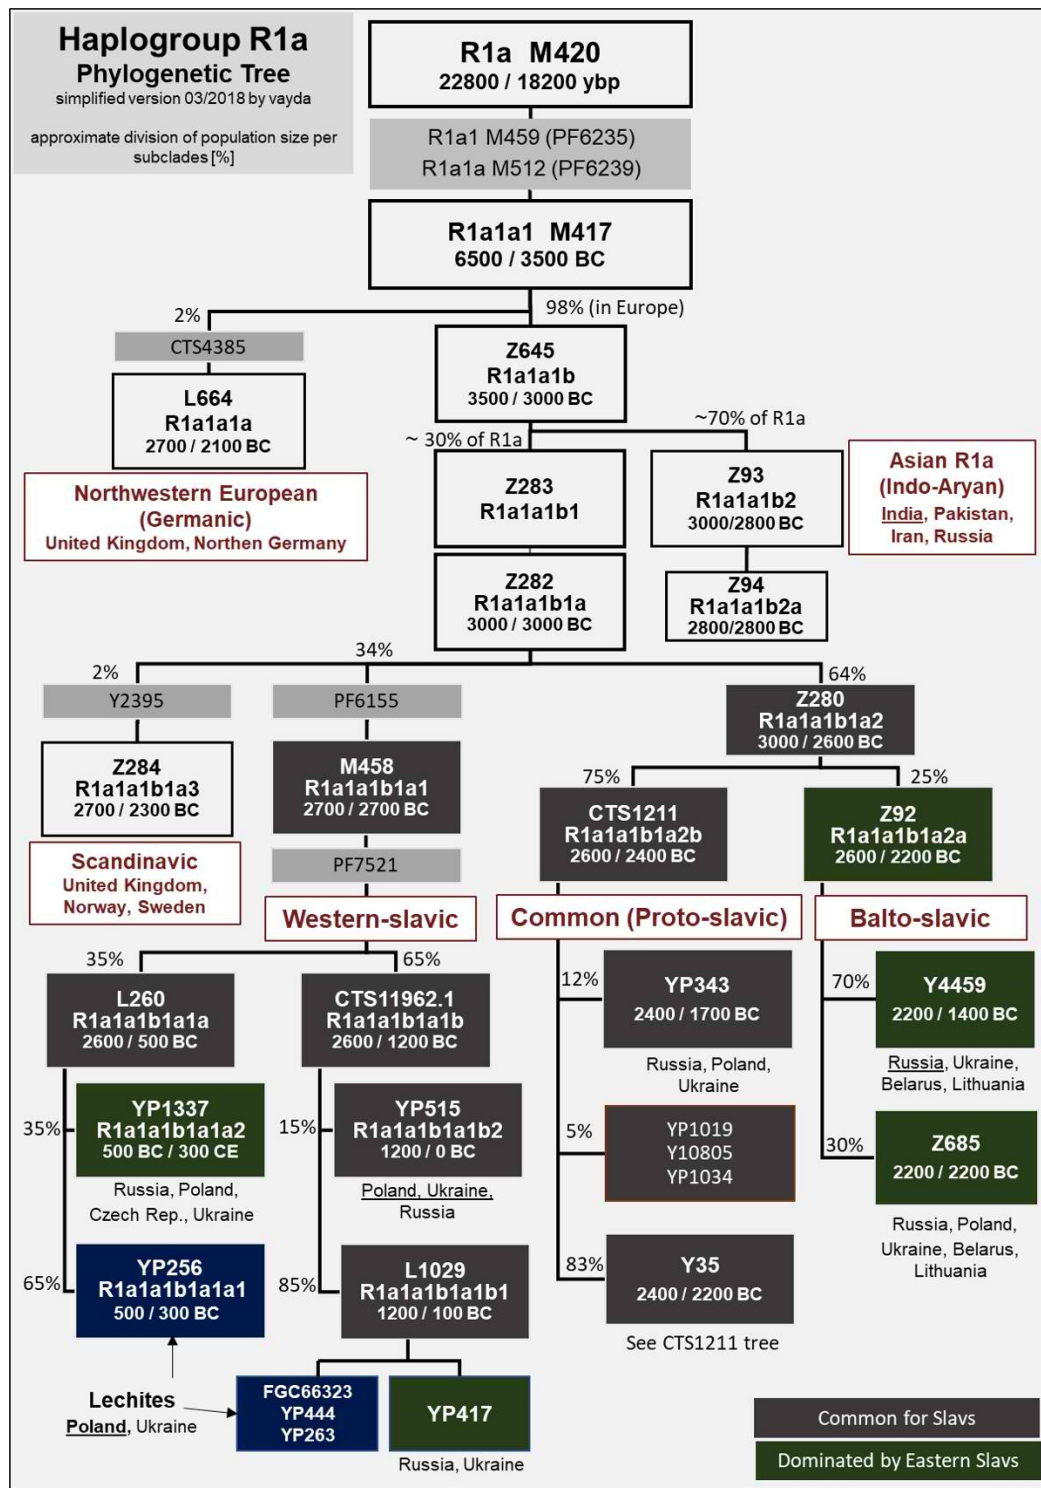 Haplogroup R1a
Phylogenetic Tree
simplified version 03/2018 by vayda
approximate division of population size per
subclades [%]
R1a M420
22800 / 18200 ybp
R1a1 M459 (PF6235)
R1a1a M512 (PF6239)
R1a1a1 M417
6500 / 3500 BC
2%
98% (in Europe)
CTS4385
L664
R1a1a1a
2700 / 2100 BC
Northwestern European
(Germanic)
United Kingdom, Northen Germany
Z645
R1a1a1b
3500 / 3000 BC
~ 30% of R1a
~70% of R1a
Z283
R1a1a1b1
Z93
R1a1a1b2
3000/2800 BC
Asian R1a
(Indo-Aryan)
India, Pakistan,
Iran, Russia
Z282
R1a1a1b1a
3000 / 3000 BC
Z94
R1a1a1b2a
2800/2800 BC
2%
34%
64%
Y2395
PF6155
Z280
R1a1a1b1a2
3000 / 2600 BC
Z284
R1a1a1b1a3
2700 / 2300 BC
Scandinavic
United Kingdom,
Norway, Sweden
M458
R1a1a1b1a1
2700 / 2700 BC
PF7521
Western-slavic
75%
25%
CTS1211
R1a1a1b1a2b
2600 / 2400 BC
Z92
R1a1a1b1a2a
2600 / 2200 BC
Common (Proto-slavic)
Balto-slavic
35%
65%
L260
R1a1a1b1a1a
2600 / 500 BC
CTS11962.1
R1a1a1b1a1b
2600 / 1200 BC
12%
YP343
2400 / 1700 BC
Russia, Poland,
Ukraine
70%
Y4459
2200 / 1400 BC
Russia, Ukraine,
Belarus, Lithuania
35%
YP1337
R1a1a1b1a1a2
500 BC / 300 CE
Russia, Poland,
Czech Rep., Ukraine
15%
YP515
R1a1a1b1a1b2
1200 / 0 BC
Poland, Ukraine,
Russia
5%
YP1019
Y10805
YP1034
30%
Z685
2200 / 2200 BC
Russia, Poland,
Ukraine, Belarus,
Lithuania
65%
YP256
R1a1a1b1a1a1
500 / 300 BC
85%
L1029
R1a1a1b1a1b1
1200 / 100 BC
83%
Y35
2400 / 2200 BC
See CTS1211 tree
Lechites
Poland, Ukraine
FGC66323
YP444
YP263
YP417
Russia, Ukraine
Common for Slavs
Dominated by Eastern Slavs